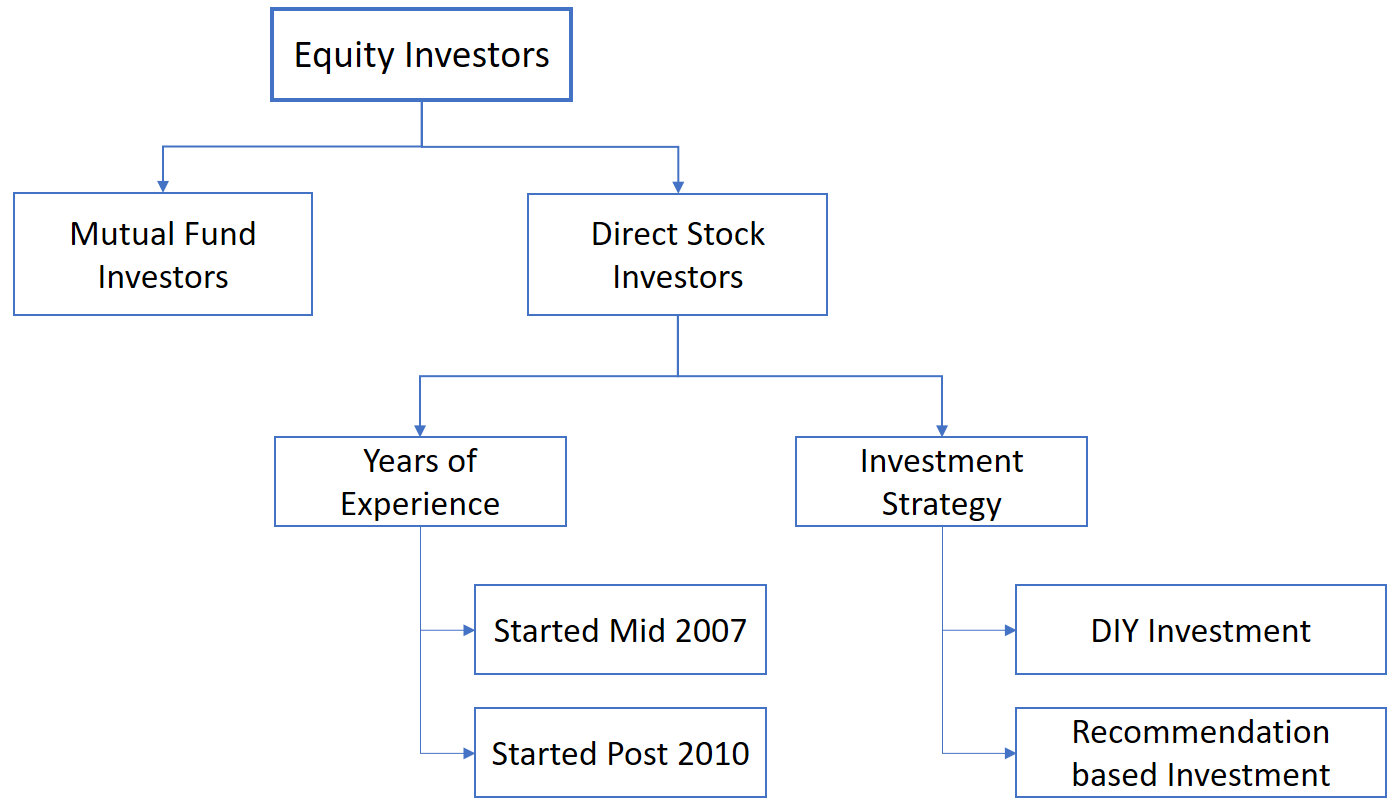 Equity Investors
Mutual Fund
Investors
Direct Stock
Investors
Years of
Experience
Investment
Strategy
Started Mid 2007
DIY Investment
Started Post 2010
Recommendation
based Investment